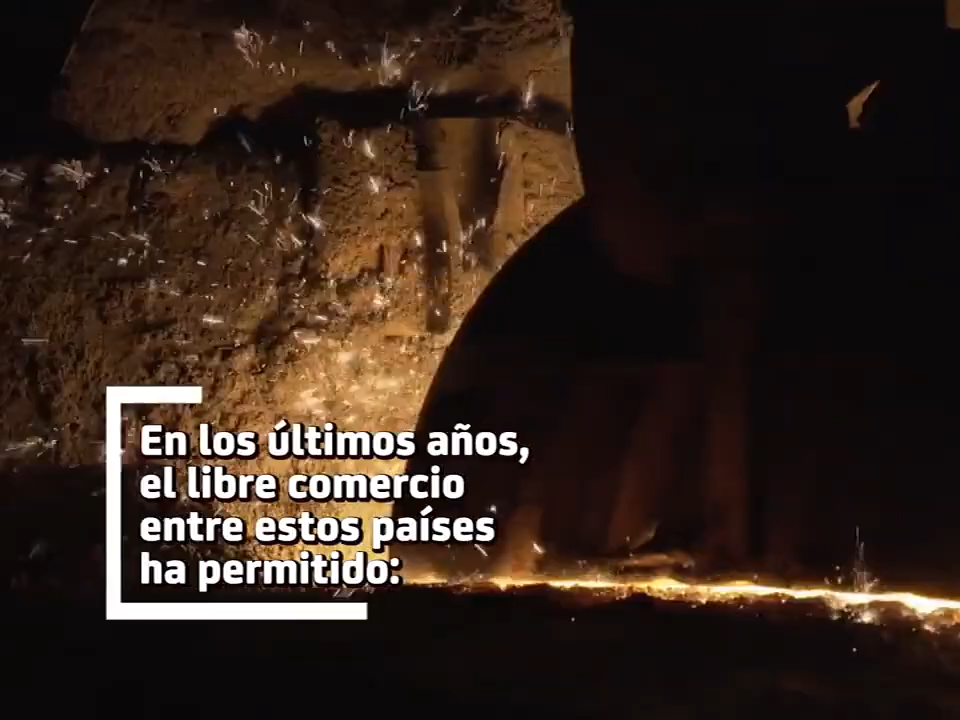 En los últimos años,
el libre comercio
entre estos países
ha permitido: